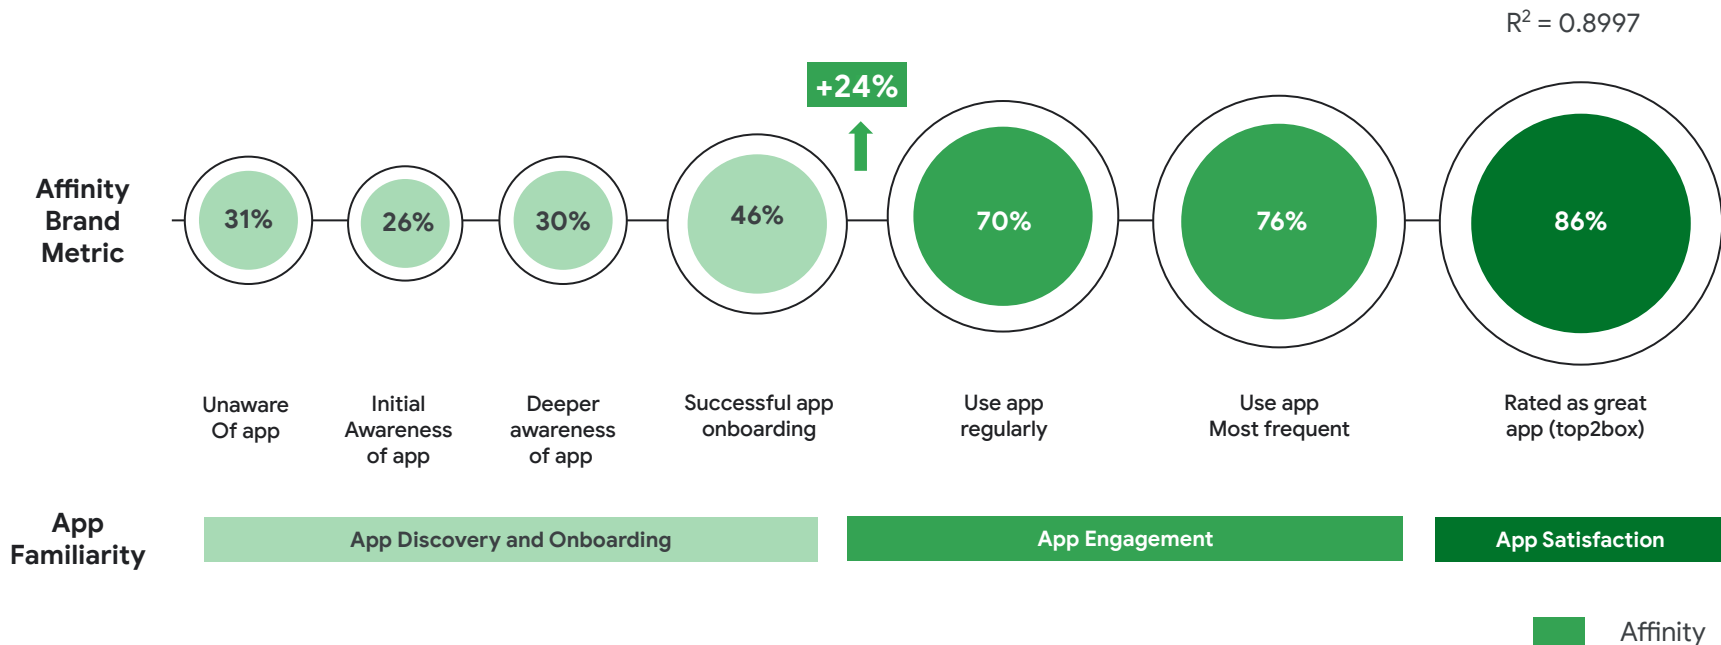 R² = 0.8997
+24%
Affinity
Brand
Metric
31%
26%
30%
46%
70%
76%
86%
Unaware
Of app
Initial
Awareness
of app
Deeper
awareness
of app
Successful app
onboarding
Use app
regularly
Use app
Most frequent
Rated as great
app (top2box)
App
Familiarity
App Discovery and Onboarding
App Engagement
App Satisfaction
Affinity